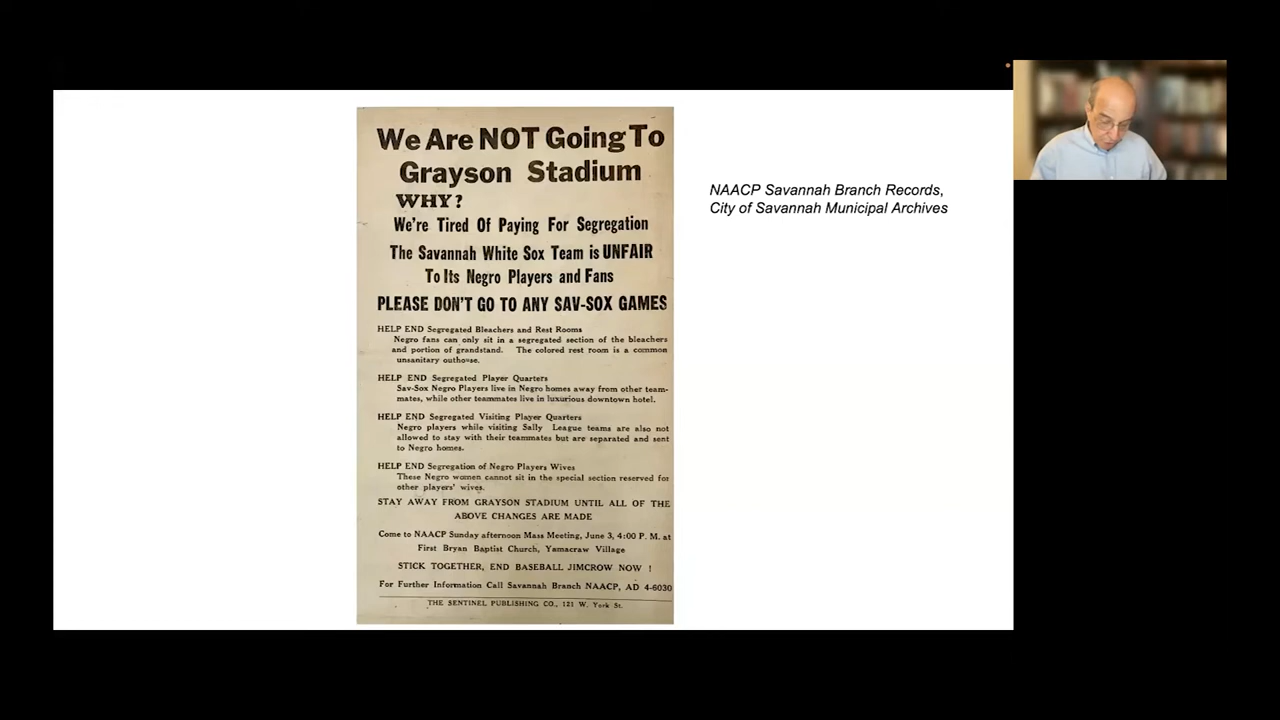 We Are NOT Going To
Grayson Stadium
WHY?
We're Tired Of Paying For Segregation
The Savannah White Sox Team is UNFAIR
To Its Negro Players and Fans
PLEASE DON'T GO TO ANY SAV-SOX GAMES
HELP END Segregated Bleachers and Rest Rooms
Negro fans can only sit in a segregated section of the bleachers
and portion of grandstand. The colored rest room is a common
unsanitary outhouse.
HELP END Segregated Player Quarters
Sav-Sox Negro Players live in Negro homes away from other team-
mates, while other teammates live in luxurious downtown hotel.
HELP END Segregated Visiting Player Quarters
Negro players while visiting Sally League teams are also not
allowed to stay with their teammates but are separated and sent
to Negro homes.
HELP END Segregation of Negro Players Wives
These Negro women cannot sit in the special section reserved for
other players' wives.
STAY AWAY FROM GRAYSON STADIUM UNTIL ALL OF THE
ABOVE CHANGES ARE MADE
Come to NAACP Sunday afternoon Mass Meeting, June 3, 4:00 P. M. at
First Bryan Baptist Church, Yamacraw Village
STICK TOGETHER, END BASEBALL JIMCROW NOW !
For Further Information Call Savannah Branch NAACP, AD 4-6030
THE SENTINEL PUBLISHING CO., 121 W. York St.
NAACP Savannah Branch Records,
City of Savannah Municipal Archives